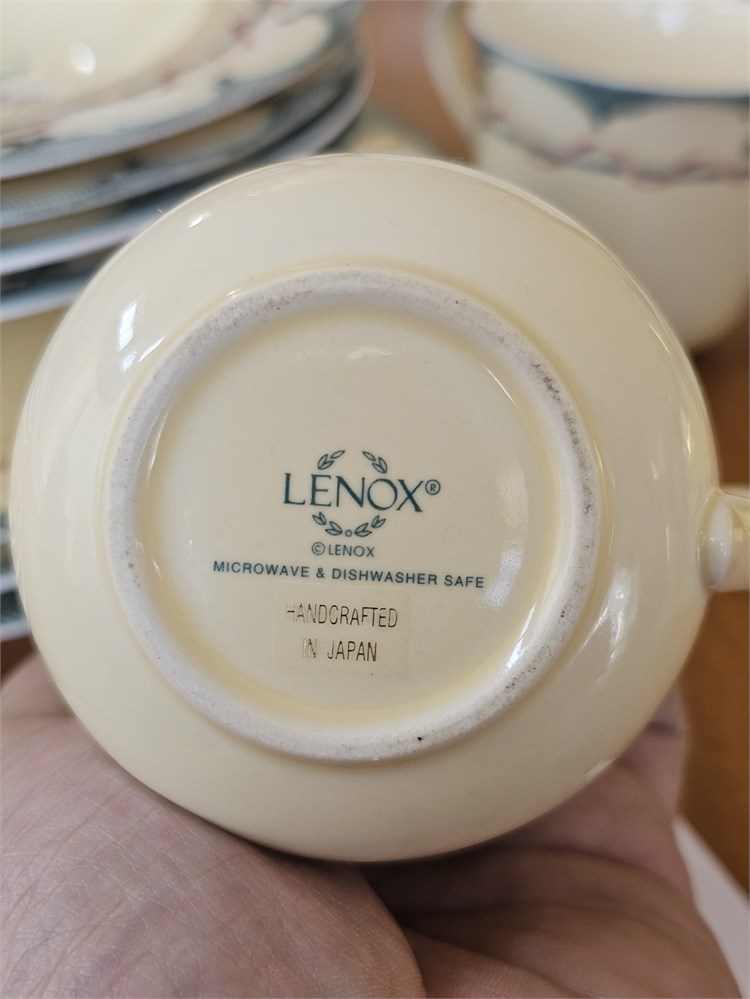 LENOX®
©LENOX
MICROWAVE & DISHWASHER SAFE
HANDCRAFTED
IN JAPAN